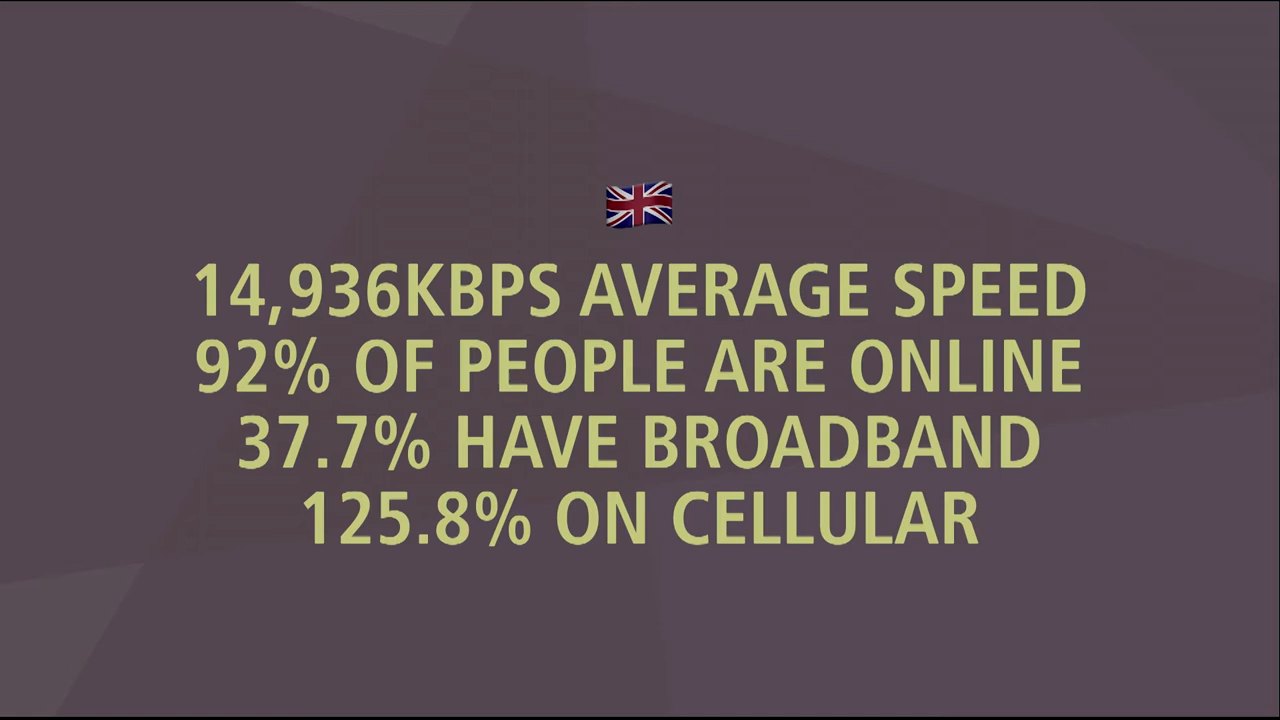 14,936KBPS AVERAGE SPEED
92% OF PEOPLE ARE ONLINE
37.7% HAVE BROADBAND
125.8% ON CELLULAR